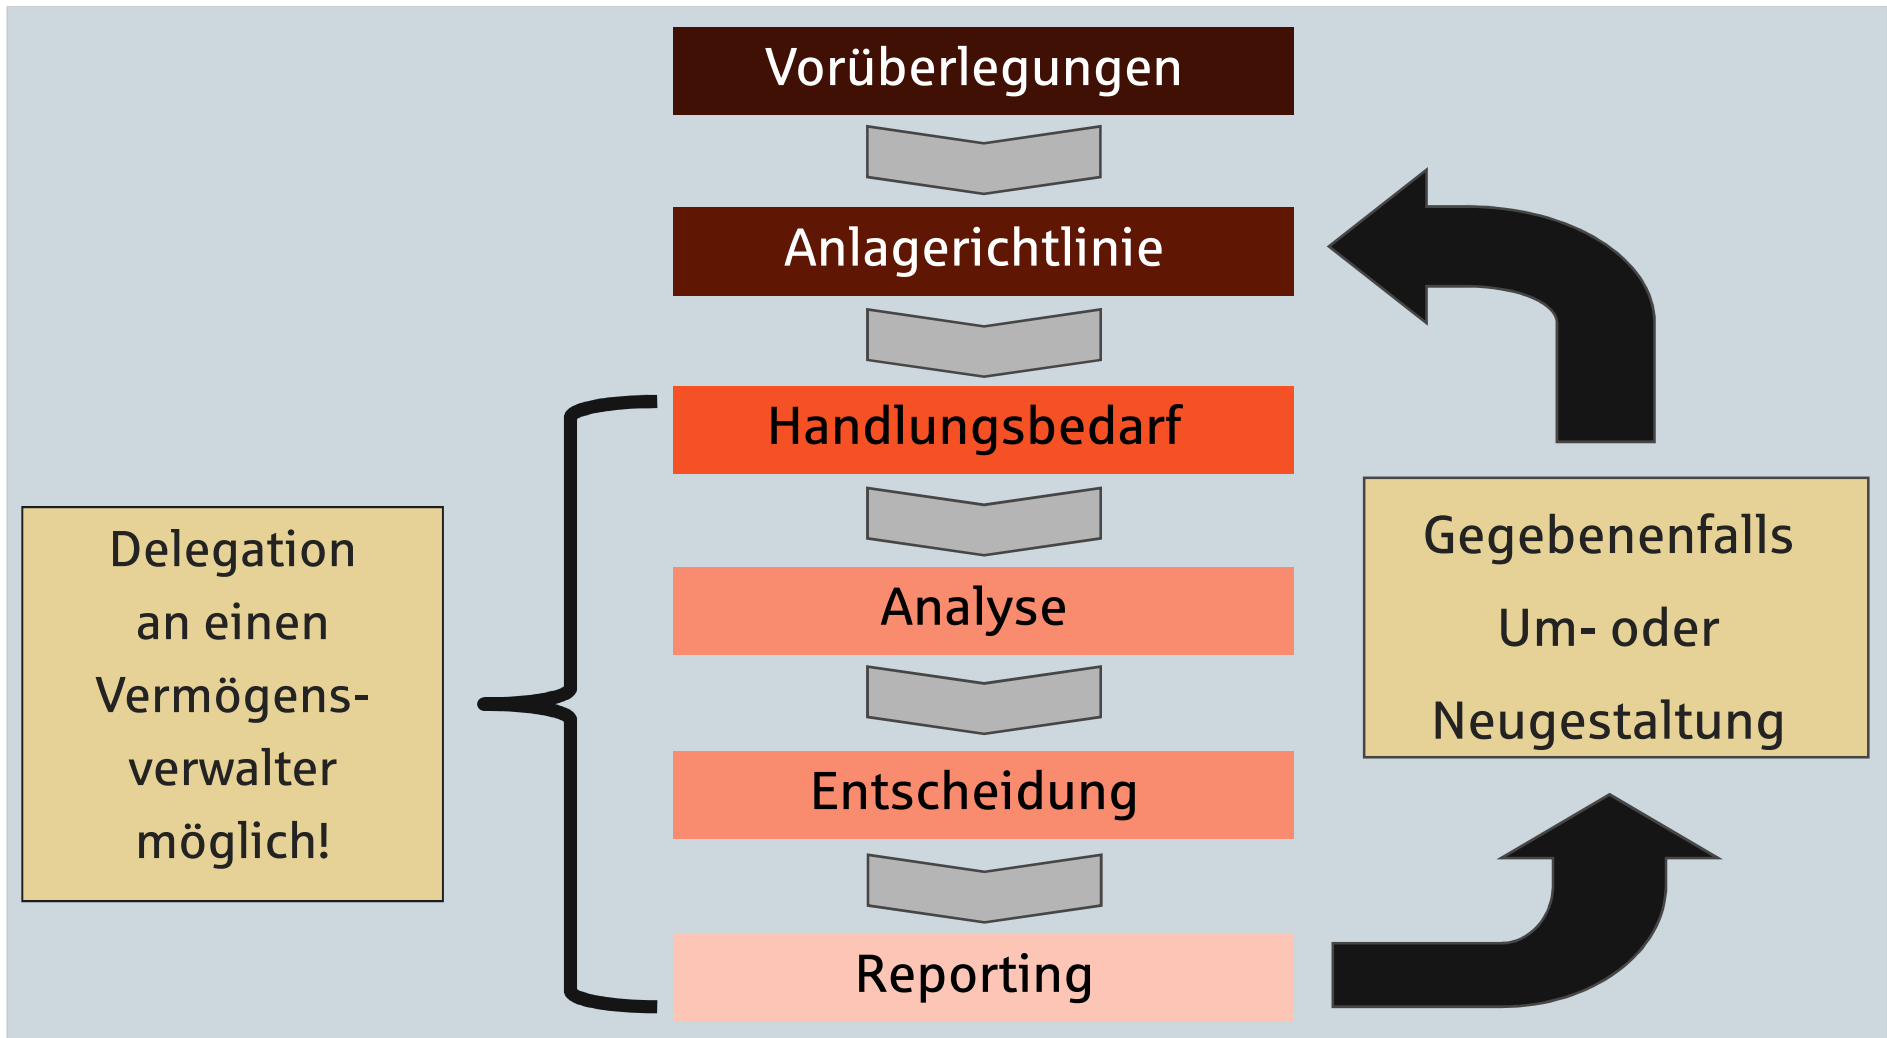 Vorüberlegungen
Anlagerichtlinie
Handlungsbedarf
Analyse
Entscheidung
Reporting
Delegation
an einen
Vermögens-
verwalter
möglich!
Gegebenenfalls
Um- oder
Neugestaltung